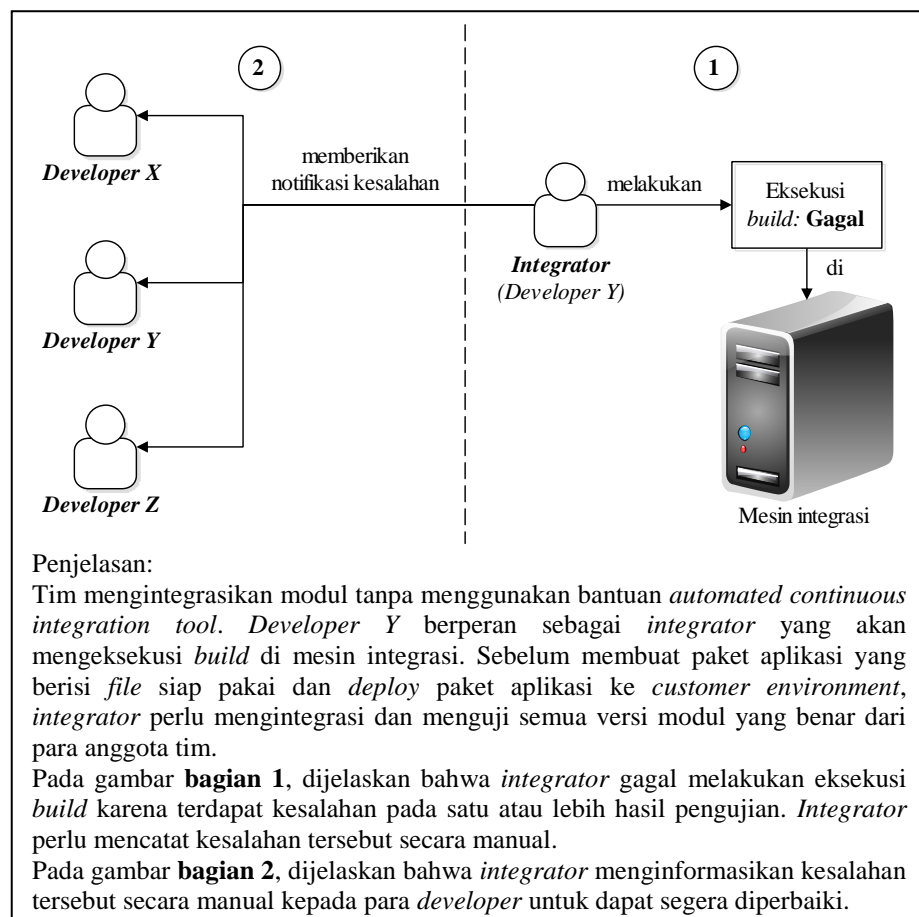 2
1
Developer X
memberikan
notifikasi kesalahan
melakukan
Eksekusi
build: Gagal
Integrator
(Developer Y)
di
Developer Y
Developer Z
Mesin integrasi
Penjelasan:
Tim mengintegrasikan modul tanpa menggunakan bantuan automated continuous
integration tool. Developer Y berperan sebagai integrator yang akan
mengeksekusi build di mesin integrasi. Sebelum membuat paket aplikasi yang
berisi file siap pakai dan deploy paket aplikasi ke customer environment,
integrator perlu mengintegrasi dan menguji semua versi modul yang benar dari
para anggota tim.
Pada gambar bagian 1, dijelaskan bahwa integrator gagal melakukan eksekusi
build karena terdapat kesalahan pada satu atau lebih hasil pengujian. Integrator
perlu mencatat kesalahan tersebut secara manual.
Pada gambar bagian 2, dijelaskan bahwa integrator menginformasikan kesalahan
tersebut secara manual kepada para developer untuk dapat segera diperbaiki.